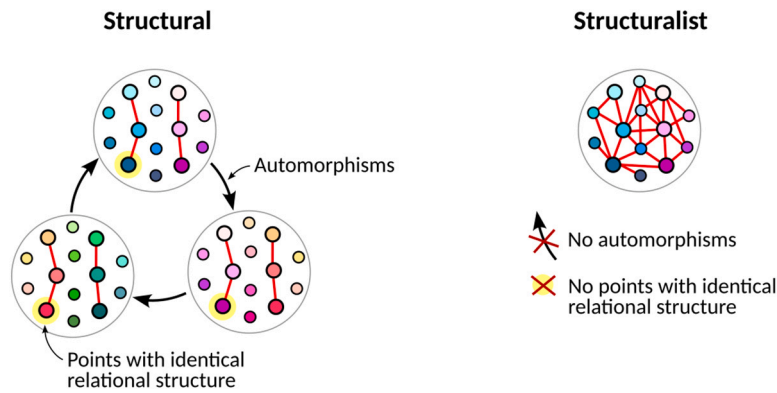 Structural
Structuralist
Automorphisms
Points with identical
relational structure
No automorphisms
No points with identical
relational structure